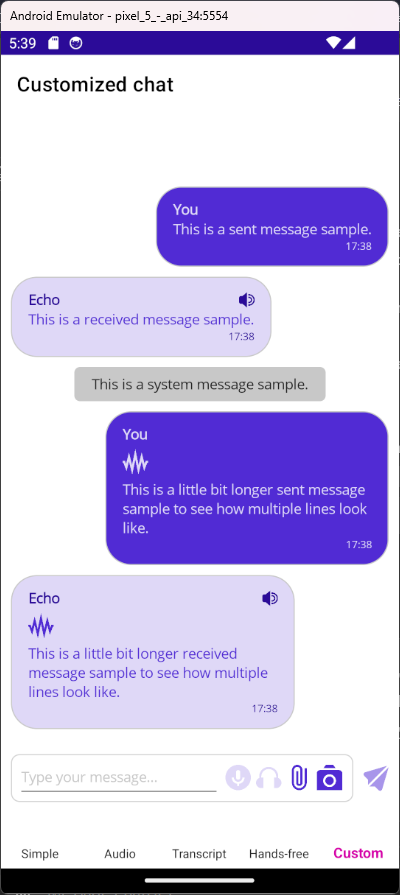 Android Emulator - pixel_5_-_api_34:5554
5:39
Customized chat
You
This is a sent message sample.
17:38
Echo
This is a received message sample.
17:38
This is a system message sample.
You
This is a little bit longer sent message
sample to see how multiple lines look
like.
17:38
Echo
This is a little bit longer received
message sample to see how multiple
lines look like.
17:38
Type your message...
Simple
Audio
Transcript
Hands-free
Custom